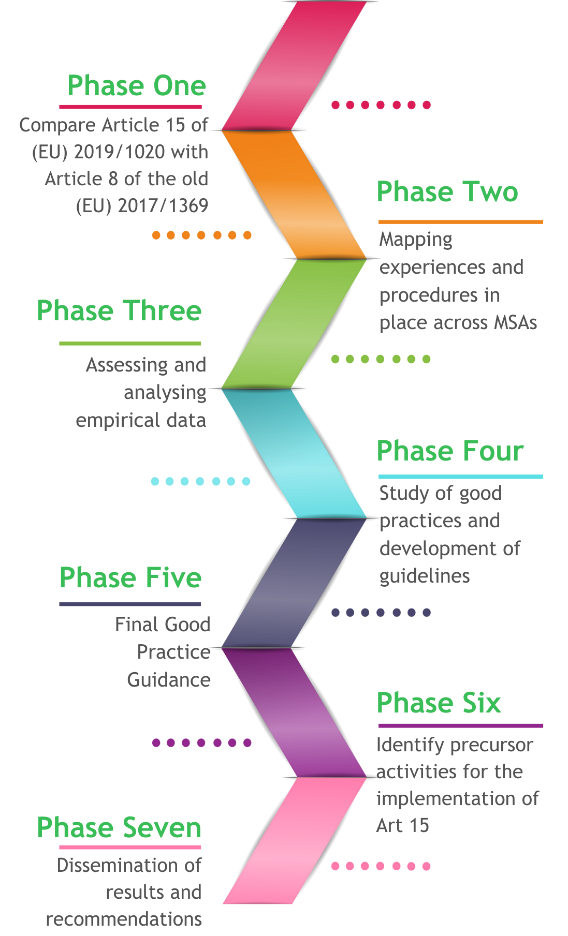 Phase One
Compare Article 15 of
(EU) 2019/1020 with
Article 8 of the old
(EU) 2017/1369
Phase Two
Mapping
experiences and
procedures in
place across MSAs
Phase Three
Assessing and
analysing
empirical data
Phase Four
Study of good
practices and
development of
guidelines
Phase Five
Final Good
Practice
Guidance
Phase Six
Identify precursor
activities for the
implementation of
Art 15
Phase Seven
Dissemination of
results and
recommendations